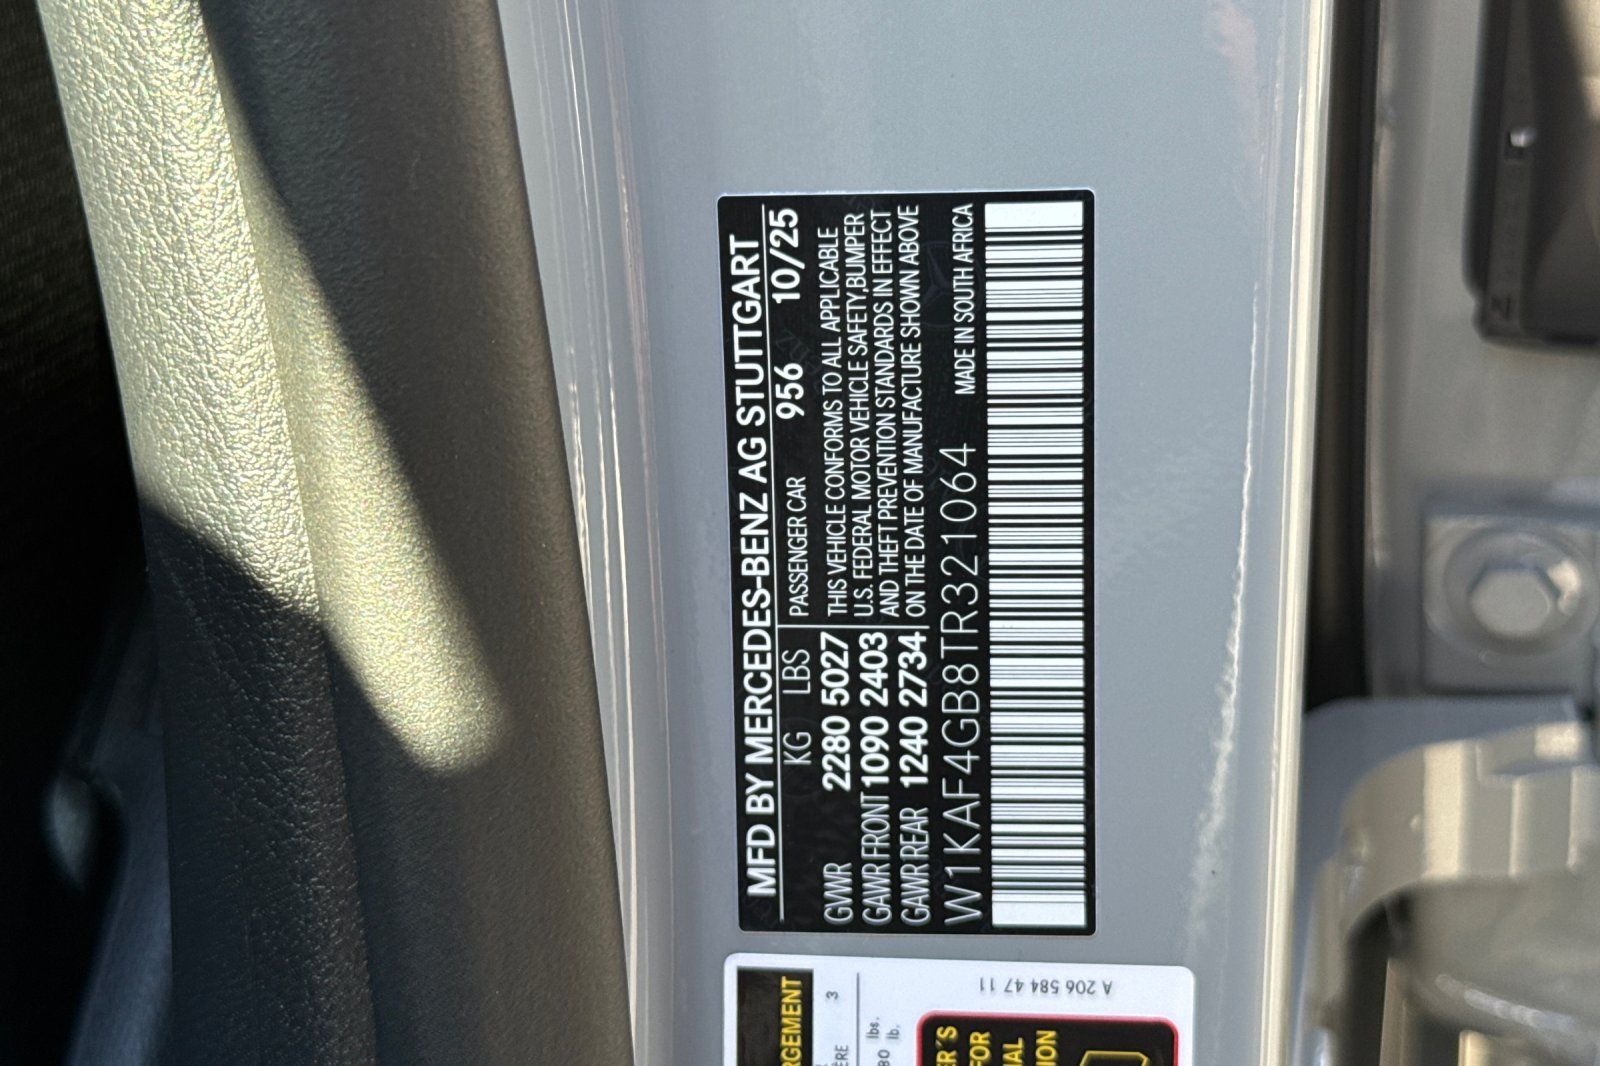 MFD BY MERCEDES-BENZ AG STUTTGART
KG LBS PASSENGER CAR 956 10/25
GVWR 2280 5027
GAWR FRONT 1090 2403
GAWR REAR 1240 2734
THIS VEHICLE CONFORMS TO ALL APPLICABLE
U.S. FEDERAL MOTOR VEHICLE SAFETY,BUMPER
AND THEFT PREVENTION STANDARDS IN EFFECT
ON THE DATE OF MANUFACTURE SHOWN ABOVE
W1KAF4GB8TR321064 MADE IN SOUTH AFRICA
3
lbs.
lb.
A 206 584 47 11